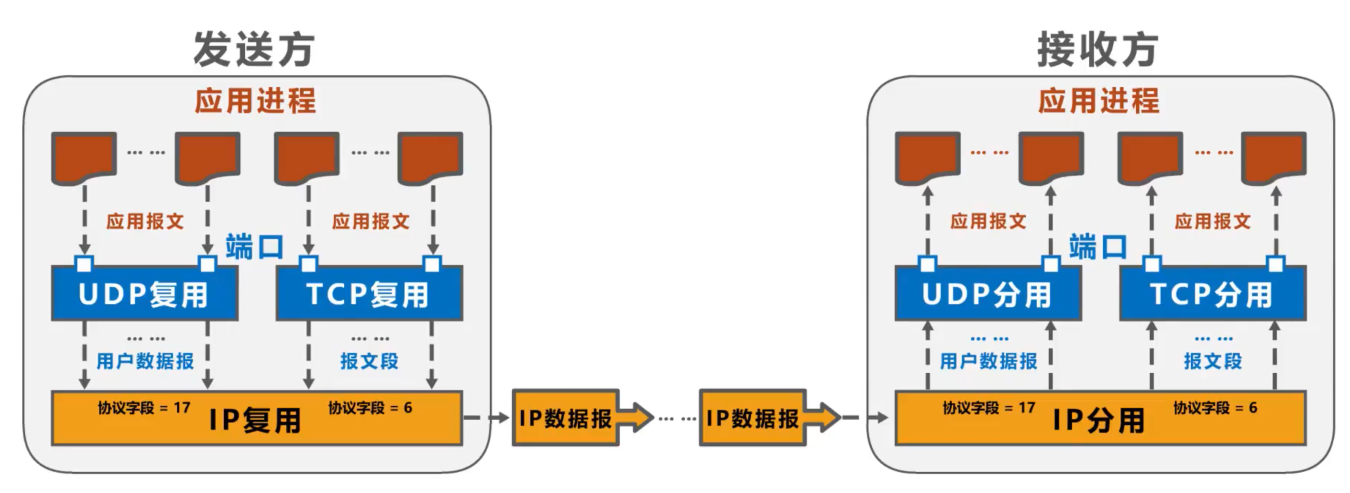 发送方
应用进程
… …
… …
应用报文
应用报文
端口
UDP复用
TCP复用
… …
… …
用户数据报
报文段
协议字段 = 17
协议字段 = 6
IP复用
IP数据报
… …
IP数据报
接收方
应用进程
… …
… …
应用报文
应用报文
端口
UDP分用
TCP分用
… …
… …
用户数据报
报文段
协议字段 = 17
协议字段 = 6
IP分用